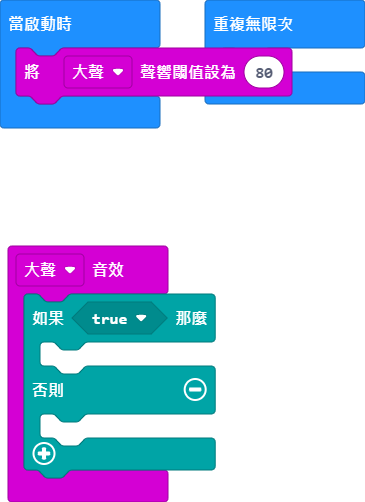 當啟動時
重複無限次
將 大聲 聲響閾值設為 80
大聲 音效
如果 true 那麼
否則